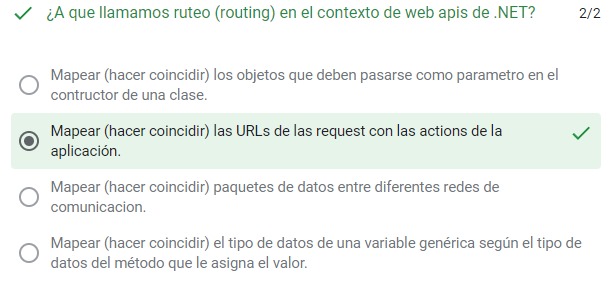 ¿A que llamamos ruteo (routing) en el contexto de web apis de .NET? 2/2
Mapear (hacer coincidir) los objetos que deben pasarse como parametro en el
contructor de una clase.
Mapear (hacer coincidir) las URLs de las request con las actions de la
aplicación.
Mapear (hacer coincidir) paquetes de datos entre diferentes redes de
comunicacion.
Mapear (hacer coincidir) el tipo de datos de una variable genérica según el tipo de
datos del método que le asigna el valor.